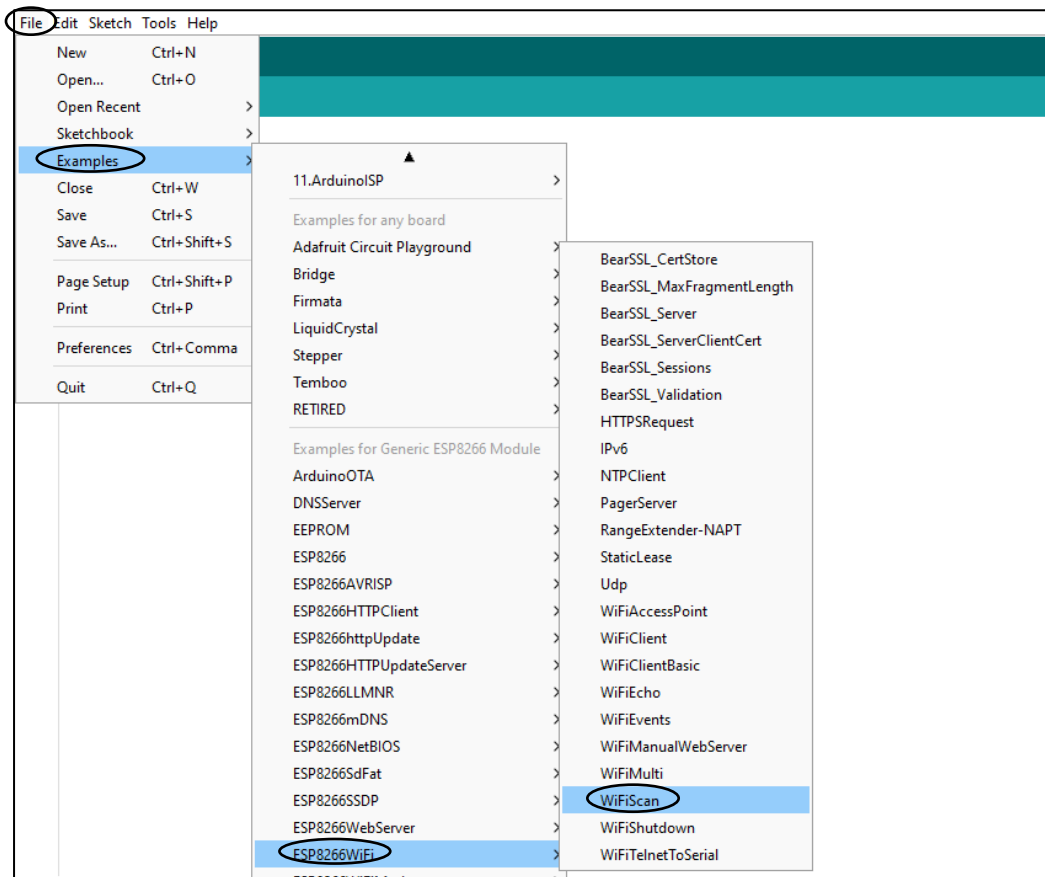 File Edit Sketch Tools Help
New Ctrl+N
Open... Ctrl+O
Open Recent
Sketchbook
Examples
Close Ctrl+W
Save Ctrl+S
Save As... Ctrl+Shift+S
Page Setup Ctrl+Shift+P
Print Ctrl+P
Preferences Ctrl+Comma
Quit Ctrl+Q
11.ArduinoISP
Examples for any board
Adafruit Circuit Playground
Bridge
Firmata
LiquidCrystal
Stepper
Temboo
RETIRED
Examples for Generic ESP8266 Module
ArduinoOTA
DNSServer
EEPROM
ESP8266
ESP8266AVRISP
ESP8266HTTPClient
ESP8266httpUpdate
ESP8266HTTPUpdateServer
ESP8266LLMNR
ESP8266mDNS
ESP8266NetBIOS
ESP8266SdFat
ESP8266SSDP
ESP8266WebServer
ESP8266WiFi
BearSSL_CertStore
BearSSL_MaxFragmentLength
BearSSL_Server
BearSSL_ServerClientCert
BearSSL_Sessions
BearSSL_Validation
HTTPSRequest
IPv6
NTPClient
PagerServer
RangeExtender-NAPT
StaticLease
Udp
WiFiAccessPoint
WiFiClient
WiFiClientBasic
WiFiEcho
WiFiEvents
WiFiManualWebServer
WiFiMulti
WiFiScan
WiFiShutdown
WiFiTelnetToSerial